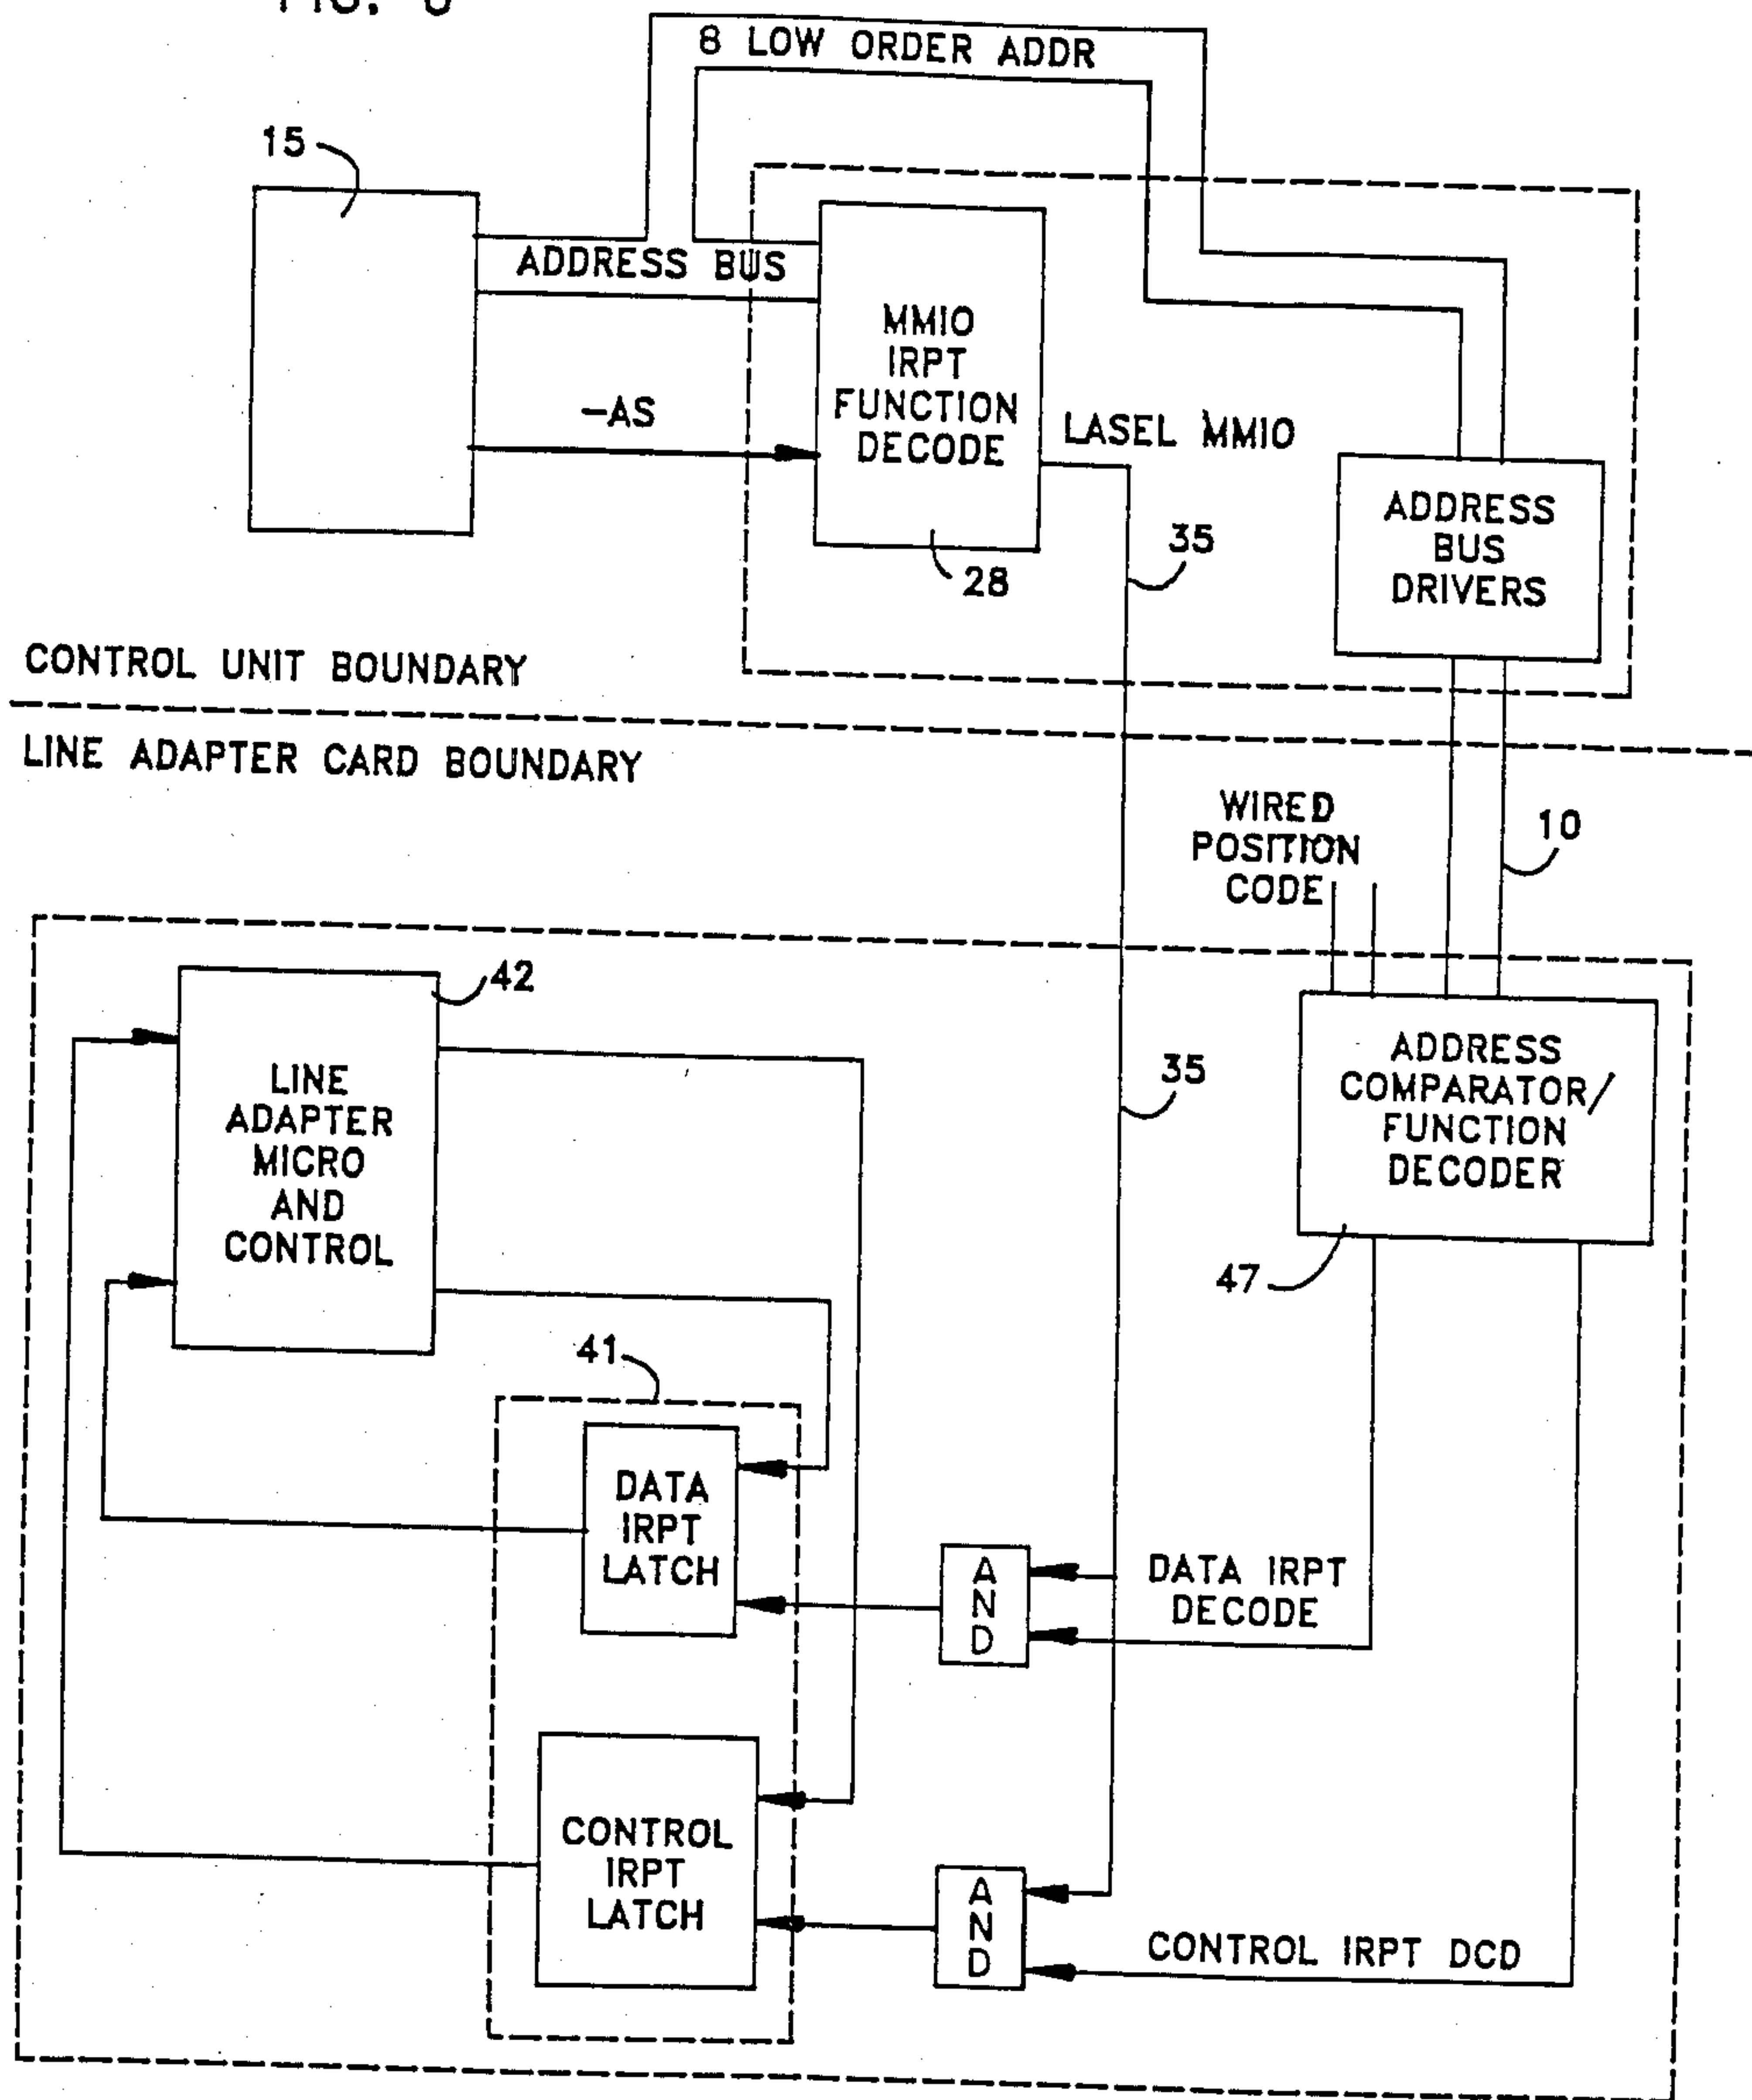 8 LOW ORDER ADDR
15
ADDRESS BUS
MMIO
IRPT
FUNCTION
DECODE
-AS
LASEL MMIO
ADDRESS
BUS
DRIVERS
35
28
CONTROL UNIT BOUNDARY
LINE ADAPTER CARD BOUNDARY
WIRED
POSITION
CODE
10
42
LINE
ADAPTER
MICRO
AND
CONTROL
35
ADDRESS
COMPARATOR/
FUNCTION
DECODER
47
41
DATA
IRPT
LATCH
AND
DATA IRPT
DECODE
CONTROL
IRPT
LATCH
AND
CONTROL IRPT DCD